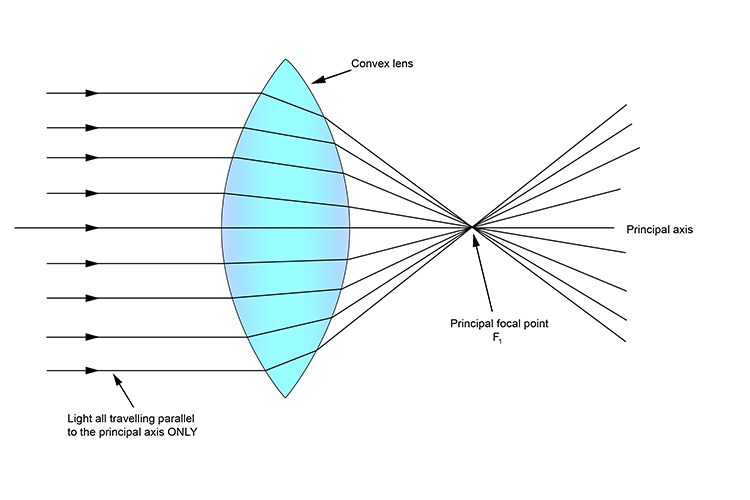 Convex lens
Principal axis
Principal focal point
F₁
Light all travelling parallel
to the principal axis ONLY